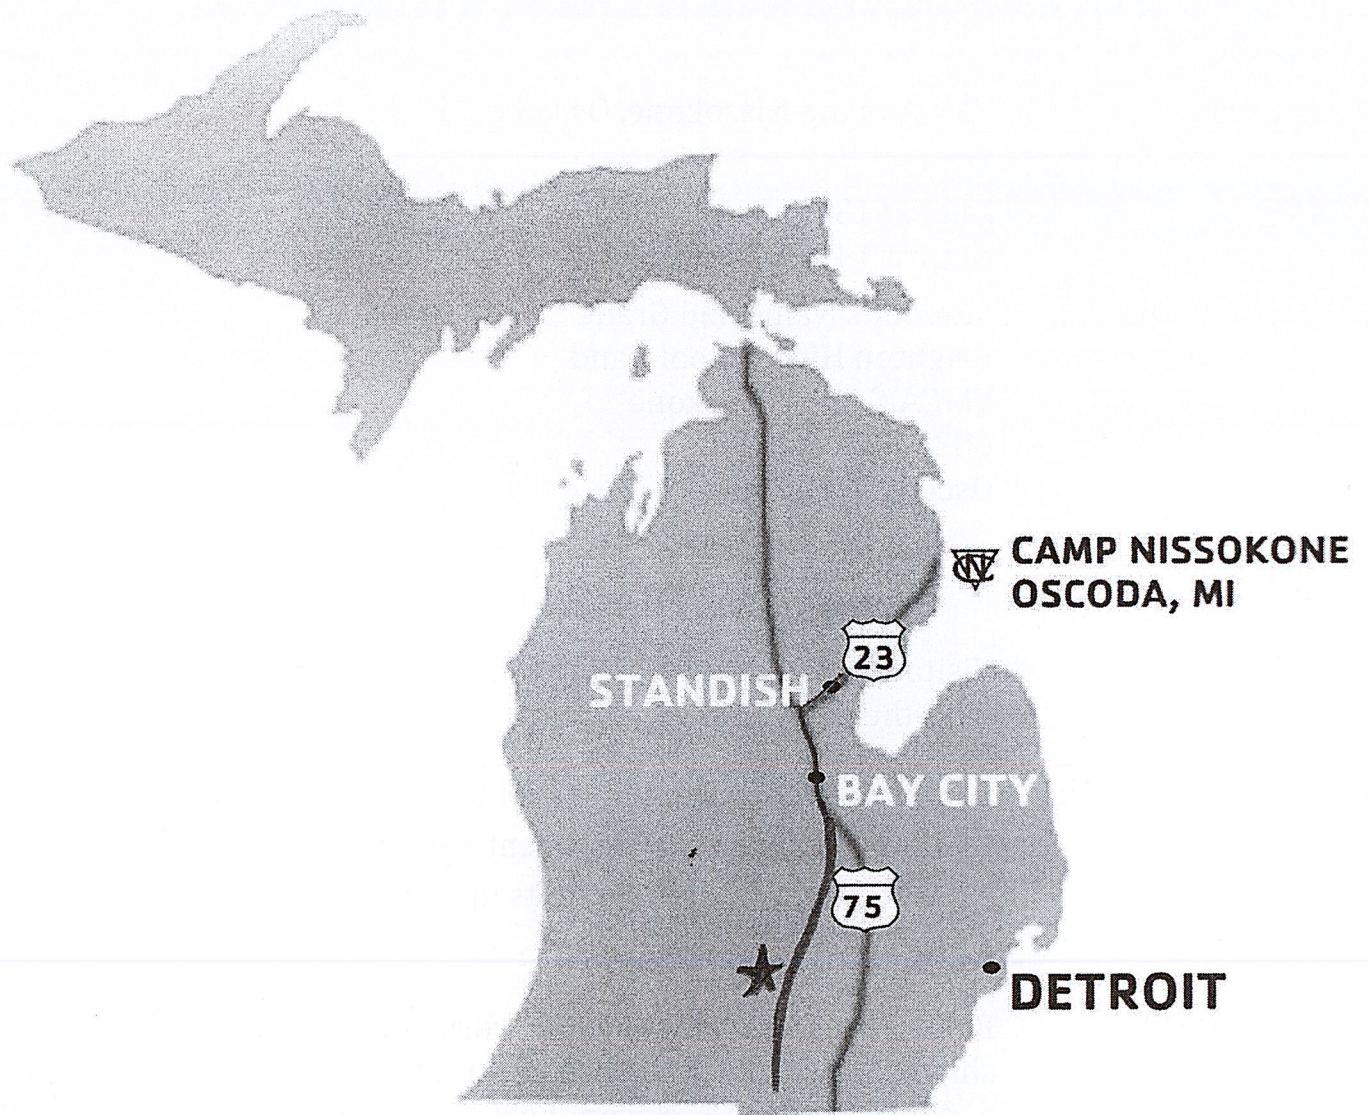 CAMP NISSOKONE
OSCODA, MI
23
STANDISH
BAY CITY
75
DETROIT